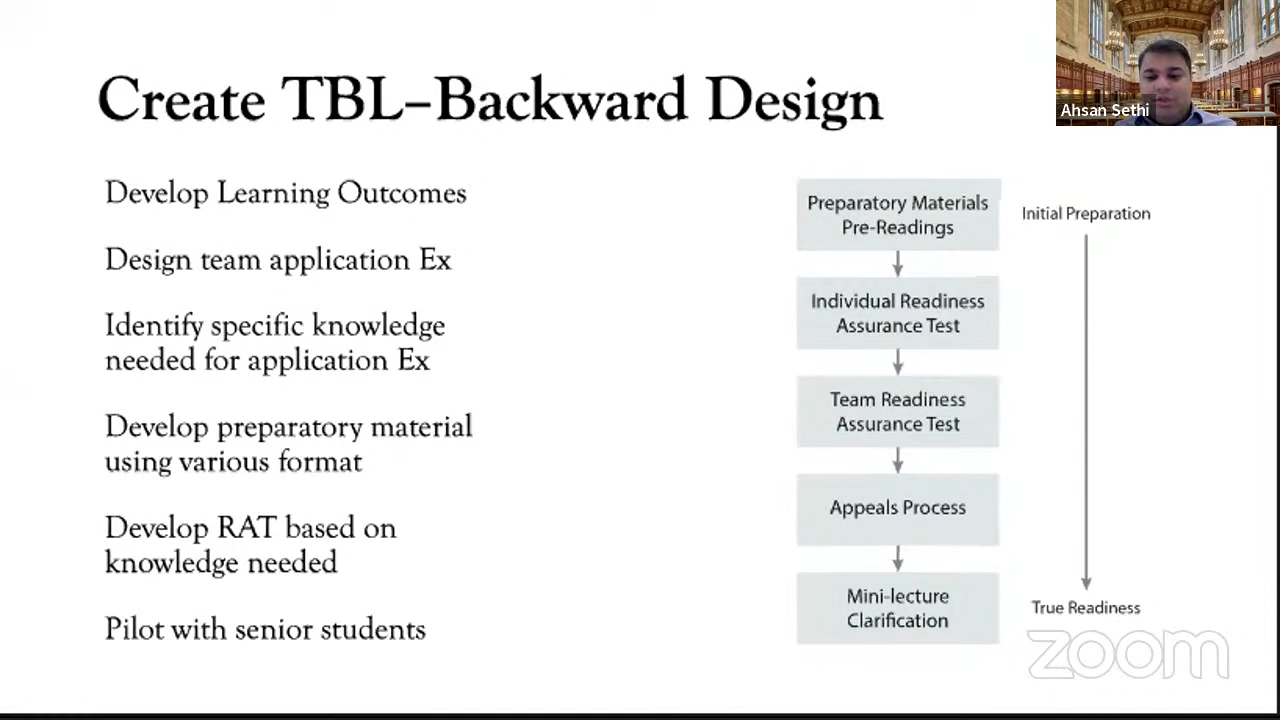 Create TBL–Backward Design
Ahsan Sethi
Develop Learning Outcomes
Design team application Ex
Identify specific knowledge
needed for application Ex
Develop preparatory material
using various format
Develop RAT based on
knowledge needed
Pilot with senior students
Preparatory Materials
Pre-Readings
Individual Readiness
Assurance Test
Team Readiness
Assurance Test
Appeals Process
Mini-lecture
Clarification
Initial Preparation
True Readiness
zoom